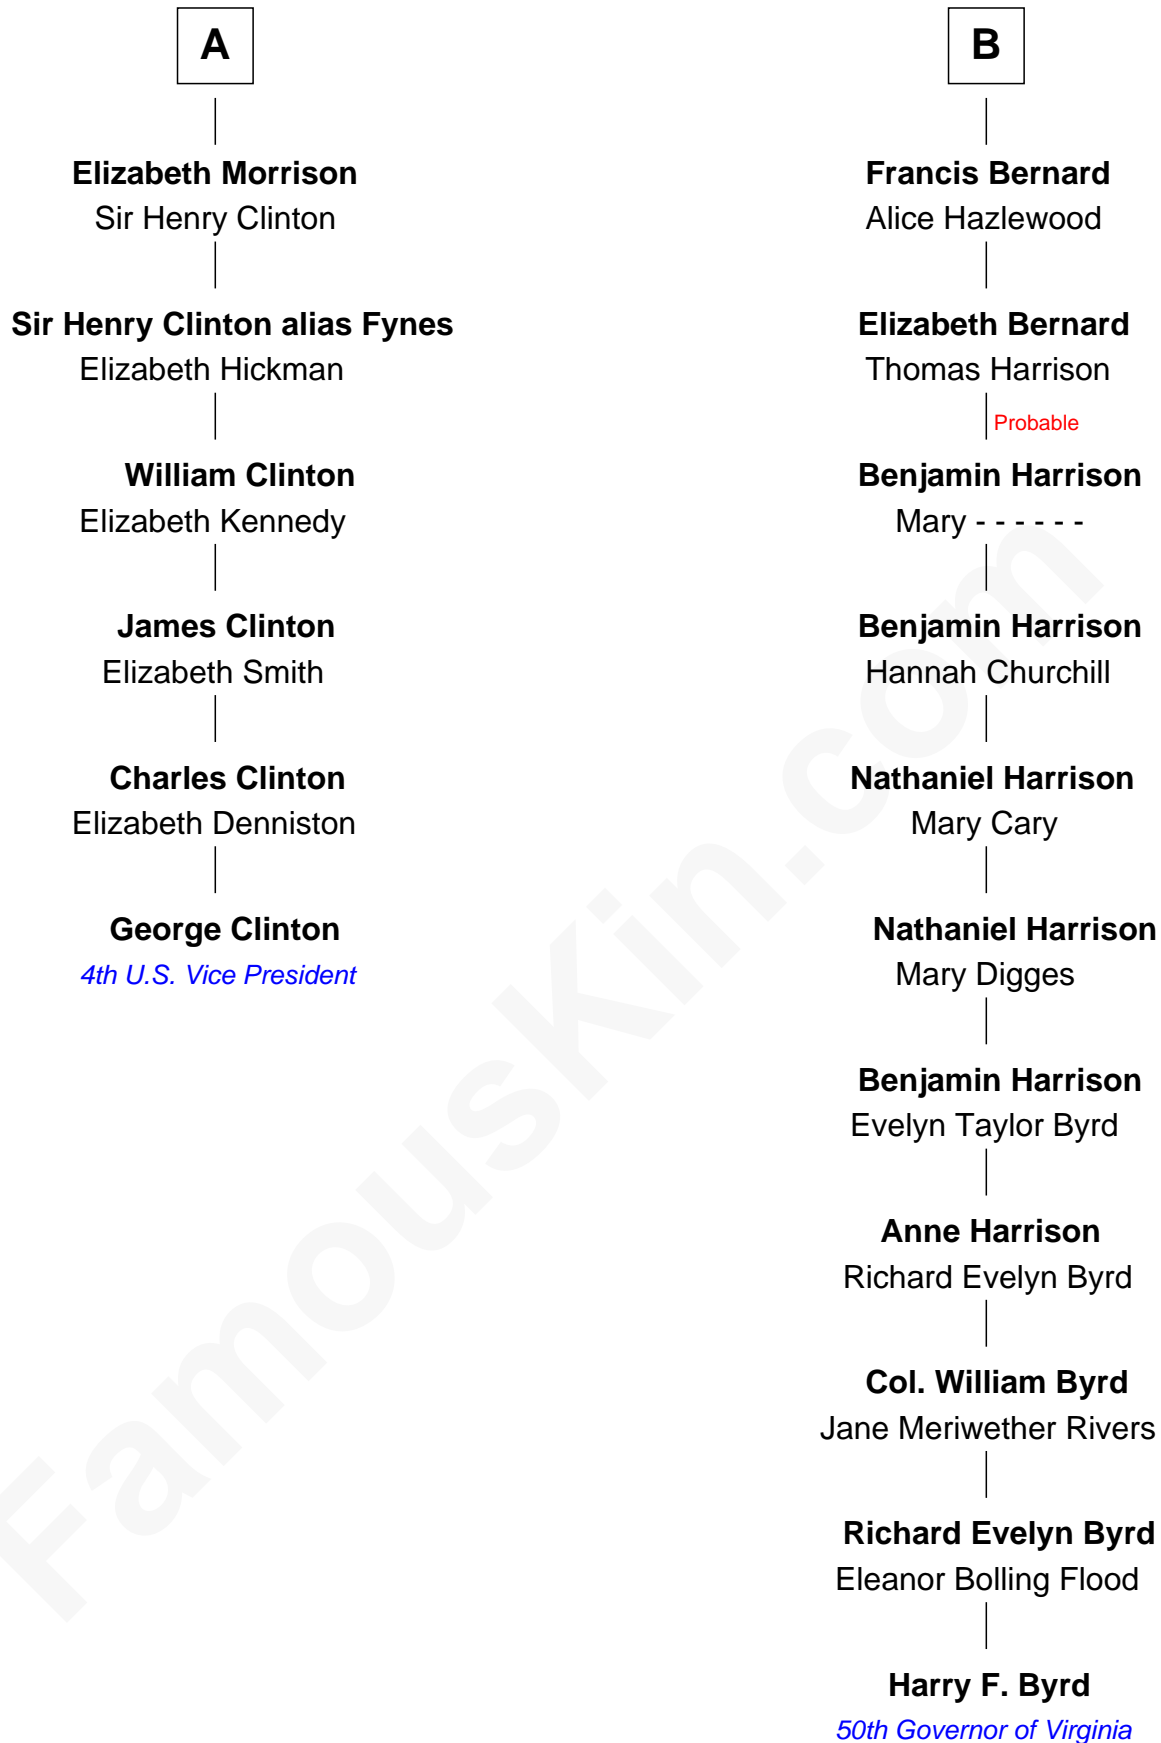 A
Elizabeth Morrison
Sir Henry Clinton
Sir Henry Clinton alias Fynes
Elizabeth Hickman
William Clinton
Elizabeth Kennedy
James Clinton
Elizabeth Smith
Charles Clinton
Elizabeth Denniston
George Clinton
4th U.S. Vice President
B
Francis Bernard
Alice Hazlewood
Elizabeth Bernard
Thomas Harrison
Probable
Benjamin Harrison
Mary - - - - - -
Benjamin Harrison
Hannah Churchill
Nathaniel Harrison
Mary Cary
Nathaniel Harrison
Mary Digges
Benjamin Harrison
Evelyn Taylor Byrd
Anne Harrison
Richard Evelyn Byrd
Col. William Byrd
Jane Meriwether Rivers
Richard Evelyn Byrd
Eleanor Bolling Flood
Harry F. Byrd
50th Governor of Virginia
FamousKin.com